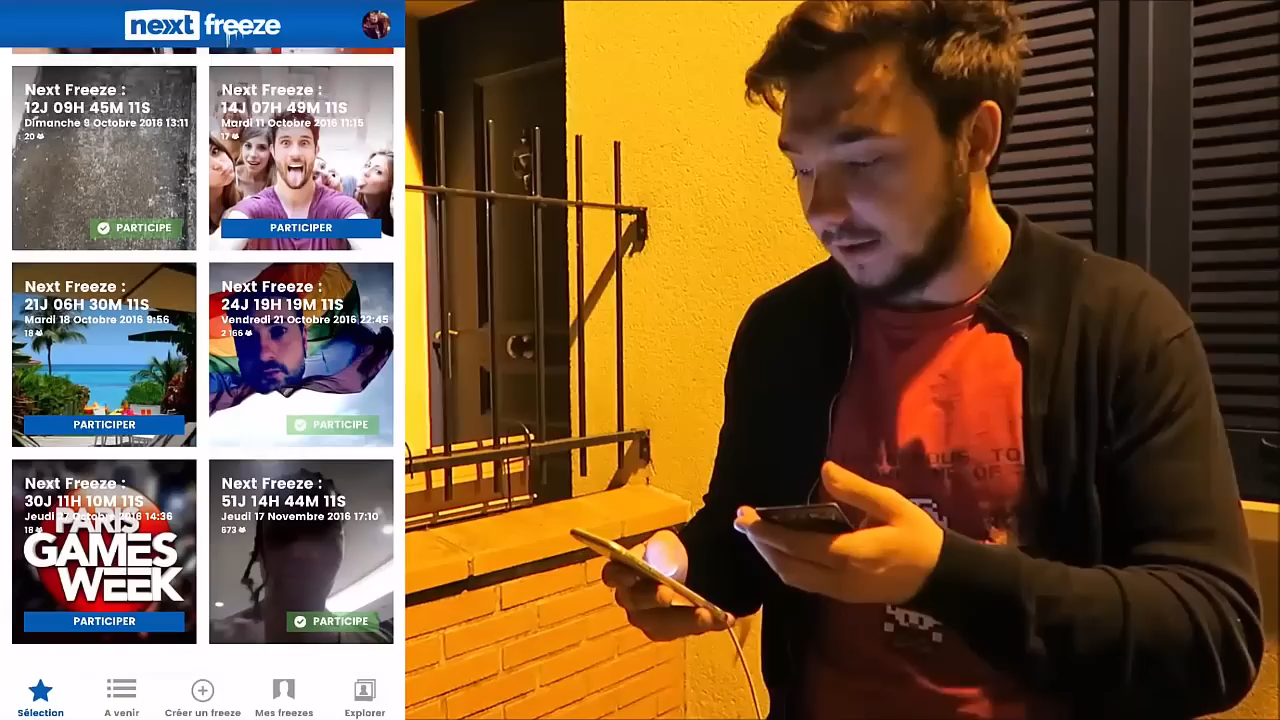 next freeze
Next Freeze :
12J 09H 45M 11S
Dimanche 9 Octobre 2016 13:11
20
PARTICIPE
Next Freeze :
14J 07H 49M 11S
Mardi 11 Octobre 2016 11:15
17
PARTICIPER
Next Freeze :
21J 06H 30M 11S
Mardi 18 Octobre 2016 9:56
18
PARTICIPER
Next Freeze :
24J 19H 19M 11S
Vendredi 21 Octobre 2016 22:45
2 166
PARTICIPE
Next Freeze :
30J 11H 10M 11S
Jeudi 27 Octobre 2016 14:36
18
PARIS
GAMES
WEEK
PARTICIPER
Next Freeze :
51J 14H 44M 11S
Jeudi 17 Novembre 2016 17:10
673
PARTICIPE
Sélection
A venir
Créer un freeze
Mes freezes
Explorer